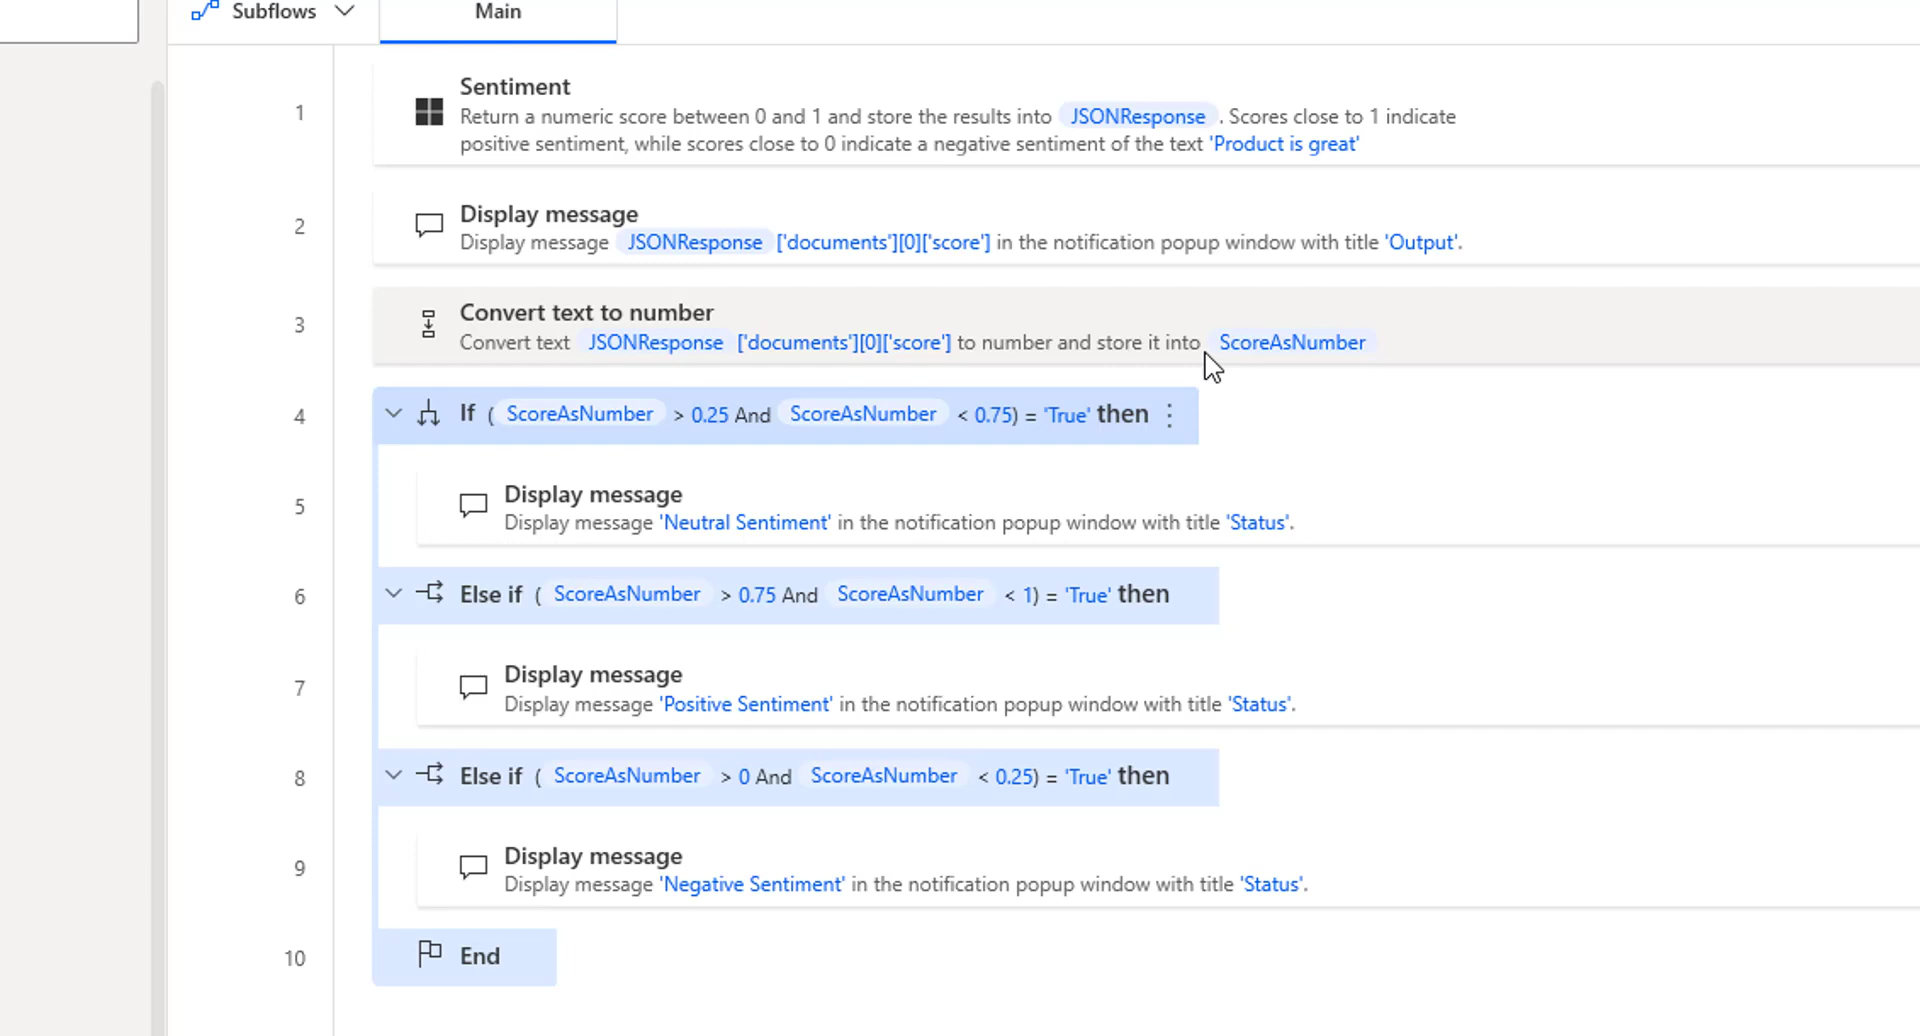 Subflows
Main
1
Sentiment
Return a numeric score between 0 and 1 and store the results into JSONResponse . Scores close to 1 indicate
positive sentiment, while scores close to 0 indicate a negative sentiment of the text 'Product is great'
2
Display message
Display message JSONResponse ['documents'][0]['score'] in the notification popup window with title 'Output'.
3
Convert text to number
Convert text JSONResponse ['documents'][0]['score'] to number and store it into ScoreAsNumber
4
If ( ScoreAsNumber > 0.25 And ScoreAsNumber < 0.75) = 'True' then
5
Display message
Display message 'Neutral Sentiment' in the notification popup window with title 'Status'.
6
Else if ( ScoreAsNumber > 0.75 And ScoreAsNumber < 1) = 'True' then
7
Display message
Display message 'Positive Sentiment' in the notification popup window with title 'Status'.
8
Else if ( ScoreAsNumber > 0 And ScoreAsNumber < 0.25) = 'True' then
9
Display message
Display message 'Negative Sentiment' in the notification popup window with title 'Status'.
10
End